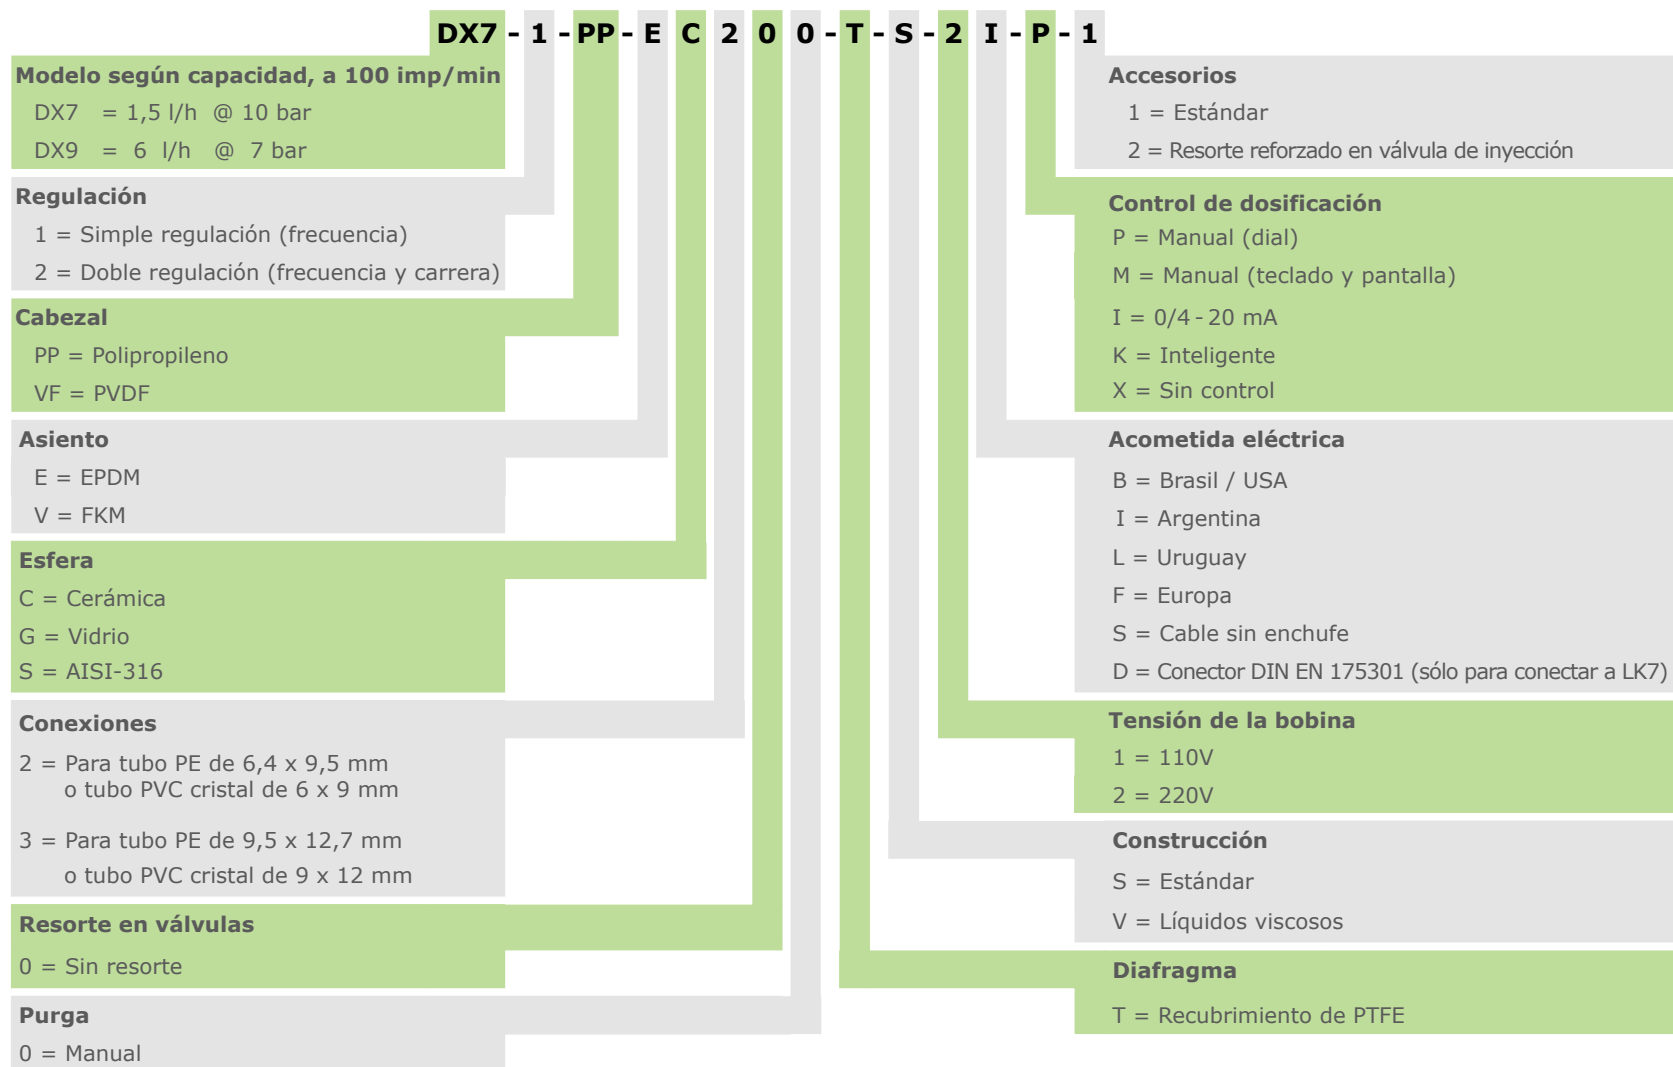 DX7 - 1 - PP - E C 2 0 0 - T - S - 2 I - P - 1
Modelo según capacidad, a 100 imp/min
DX7 = 1,5 l/h @ 10 bar
DX9 = 6 l/h @ 7 bar
Regulación
1 = Simple regulación (frecuencia)
2 = Doble regulación (frecuencia y carrera)
Cabezal
PP = Polipropileno
VF = PVDF
Asiento
E = EPDM
V = FKM
Esfera
C = Cerámica
G = Vidrio
S = AISI-316
Conexiones
2 = Para tubo PE de 6,4 x 9,5 mm
o tubo PVC cristal de 6 x 9 mm
3 = Para tubo PE de 9,5 x 12,7 mm
o tubo PVC cristal de 9 x 12 mm
Resorte en válvulas
0 = Sin resorte
Purga
0 = Manual
Accesorios
1 = Estándar
2 = Resorte reforzado en válvula de inyección
Control de dosificación
P = Manual (dial)
M = Manual (teclado y pantalla)
I = 0/4 - 20 mA
K = Inteligente
X = Sin control
Acometida eléctrica
B = Brasil / USA
I = Argentina
L = Uruguay
F = Europa
S = Cable sin enchufe
D = Conector DIN EN 175301 (sólo para conectar a LK7)
Tensión de la bobina
1 = 110V
2 = 220V
Construcción
S = Estándar
V = Líquidos viscosos
Diafragma
T = Recubrimiento de PTFE